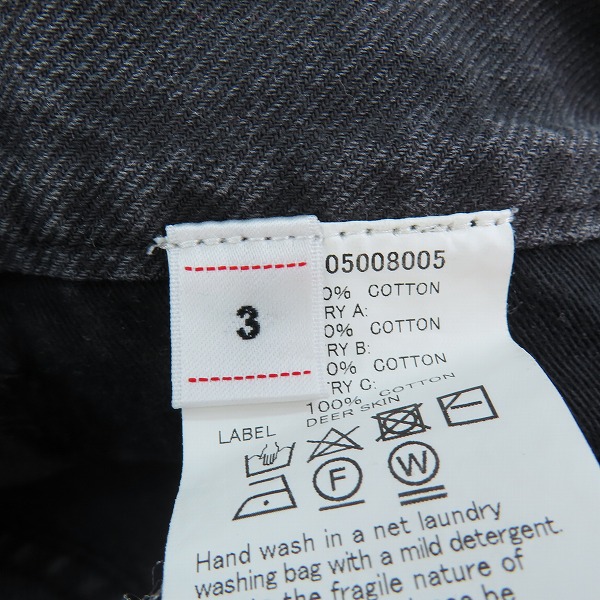 3
05008005
0% COTTON
RY A:
0% COTTON
RY B:
0% COTTON
RY C:
100% COTTON
LABEL DEER SKIN
F W
Hand wash in a net laundry
washing bag with a mild detergent.
the fragile nature of
be